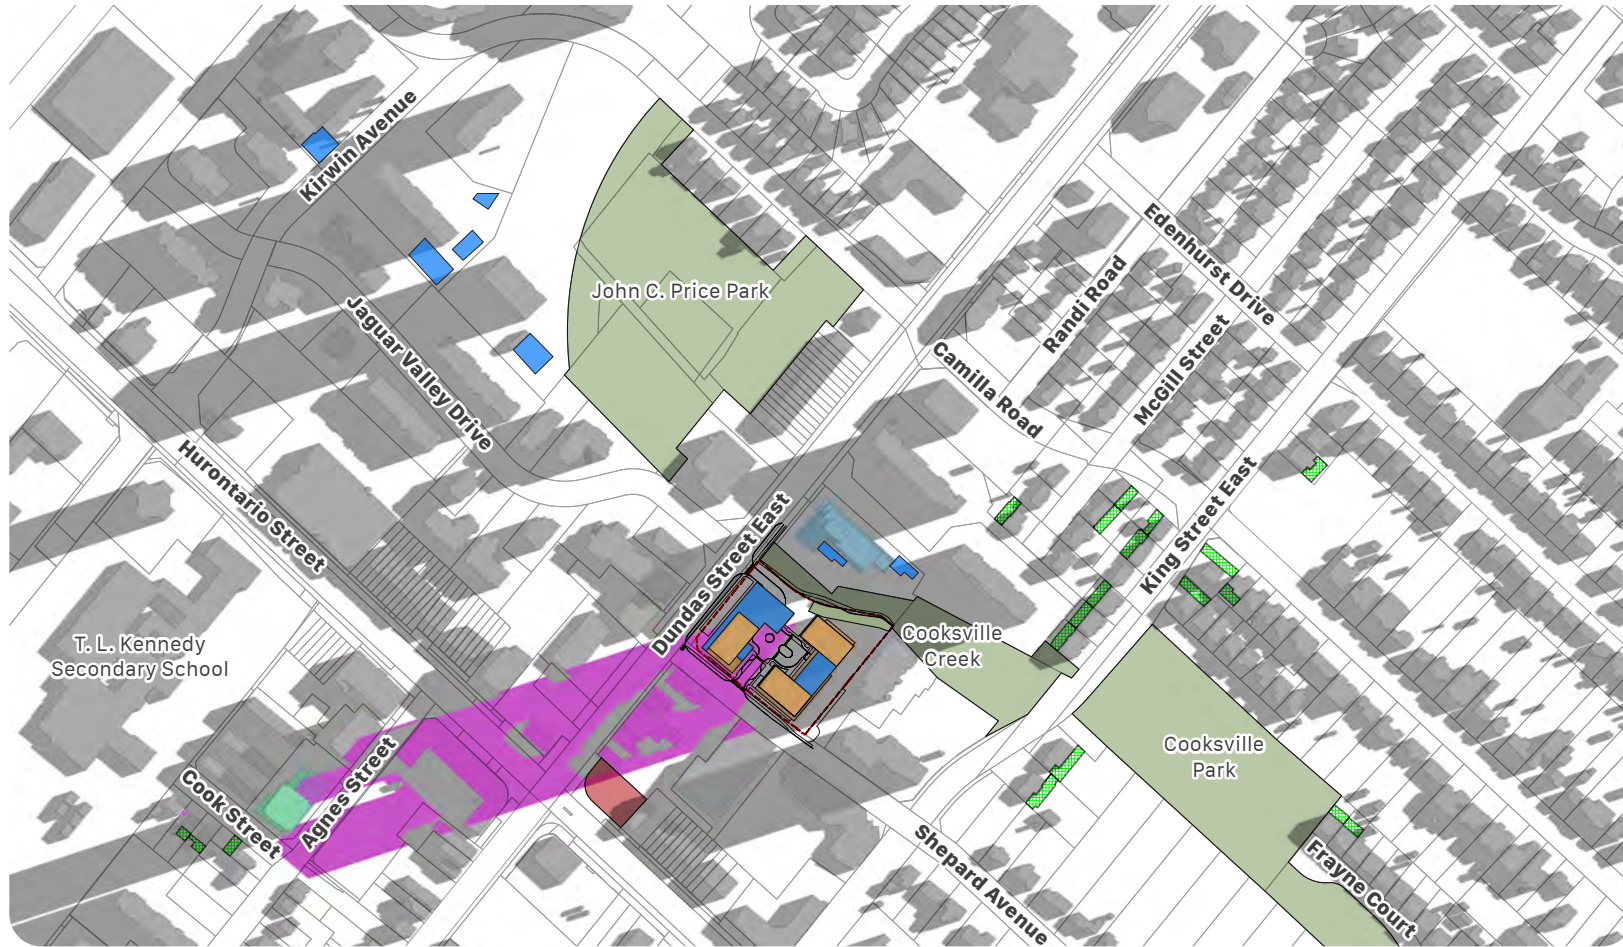 Kirwin Avenue
John C. Price Park
Edenhurst Drive
Randi Road
McGill Street
Camilla Road
Jaguar Valley Drive
Hurontario Street
King Street East
Dundas Street East
T. L. Kennedy
Secondary School
Cooksville
Creek
Cooksville
Park
Cook Street
Agnes Street
Shepard Avenue
Frayne Court